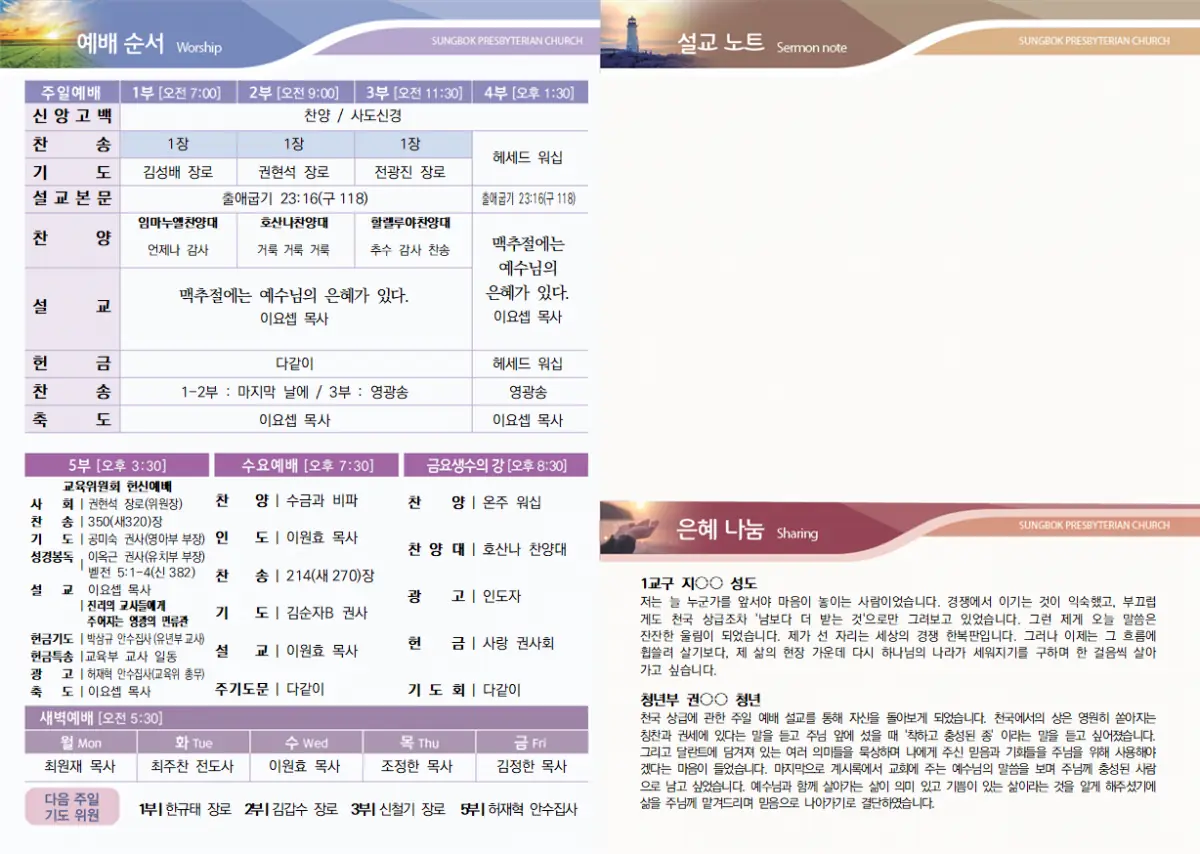 예배 순서 Worship
SUNGBOK PRESBYTERIAN CHURCH
주일예배 1부 [오전 7:00] 2부 [오전 9:00] 3부 [오전 11:30] 4부 [오후 1:30]
신 앙 고 백 찬양 / 사도신경
찬 송 1장 1장 1장
헤세드 워십
기 도 김성배 장로 권현석 장로 전광진 장로
설 교 본 문 출애굽기 23:16(구 118) 출애굽기 23:16(구 118)
찬 양
임마누엘찬양대 호산나찬양대 할렐루야찬양대
언제나 감사 거룩 거룩 거룩 추수 감사 찬송
설 교
맥추절에는 예수님의 은혜가 있다.
이요셉 목사
맥추절에는
예수님의
은혜가 있다.
이요셉 목사
헌 금 다같이 헤세드 워십
찬 송 1-2부 : 마지막 날에 / 3부 : 영광송 영광송
축 도 이요셉 목사 이요셉 목사
5부 [오후 3:30]
교육위원회 헌신예배
사 회 | 권현석 장로(위원장)
찬 송 | 350(새320)장
기 도 | 공미숙 권사(영아부 부장)
성경봉독 | 이옥근 권사(유치부 부장)
벧전 5:1-4(신 382)
설 교 이요셉 목사
| 진리의 교사들에게
주어지는 영광의 면류관
헌금기도 | 박상규 안수집사(유년부 교사)
헌금특송 | 교육부 교사 일동
광 고 | 허재혁 안수집사(교육위 총무)
축 도 | 이요셉 목사
수요예배 [오후 7:30]
찬 양 | 수금과 비파
인 도 | 이원효 목사
찬 송 | 214(새 270)장
기 도 | 김순자B 권사
설 교 | 이원효 목사
주기도문 | 다같이
금요생수의 강 [오후 8:30]
찬 양 | 온주 워십
찬 양 대 | 호산나 찬양대
광 고 | 인도자
헌 금 | 사랑 권사회
기 도 회 | 다같이
새벽예배 [오전 5:30]
월 Mon 화 Tue 수 Wed 목 Thu 금 Fri
최원재 목사 최주찬 전도사 이원효 목사 조정한 목사 김정한 목사
다음 주일
기도 위원
1부| 한규태 장로 2부| 김갑수 장로 3부| 신철기 장로 5부| 허재혁 안수집사
설교 노트 Sermon note
SUNGBOK PRESBYTERIAN CHURCH
은혜 나눔 Sharing
SUNGBOK PRESBYTERIAN CHURCH
1교구 지○○ 성도
저는 늘 누군가를 앞서야 마음이 놓이는 사람이었습니다. 경쟁에서 이기는 것이 익숙했고, 부끄럽
게도 천국 상급조차 '남보다 더 받는 것'으로만 그려보고 있었습니다. 그런 제게 오늘 말씀은
잔잔한 울림이 되었습니다. 제가 선 자리는 세상의 경쟁 한복판입니다. 그러나 이제는 그 흐름에
휩쓸려 살기보다, 제 삶의 현장 가운데 다시 하나님의 나라가 세워지기를 구하며 한 걸음씩 살아
가고 싶습니다.
청년부 권○○ 청년
천국 상급에 관한 주일 예배 설교를 통해 자신을 돌아보게 되었습니다. 천국에서의 상은 영원히 쏟아지는
칭찬과 권세에 있다는 말을 듣고 주님 앞에 섰을 때 '착하고 충성된 종' 이라는 말을 듣고 싶어졌습니다.
그리고 달란트에 담겨져 있는 여러 의미들을 묵상하며 나에게 주신 믿음과 기회들을 주님을 위해 사용해야
겠다는 마음이 들었습니다. 마지막으로 계시록에서 교회에 주는 예수님의 말씀을 보며 주님께 충성된 사람
으로 남고 싶었습니다. 예수님과 함께 살아가는 삶이 의미 있고 기쁨이 있는 삶이라는 것을 알게 해주셨기에
삶을 주님께 맡겨드리며 믿음으로 나아가기로 결단하였습니다.